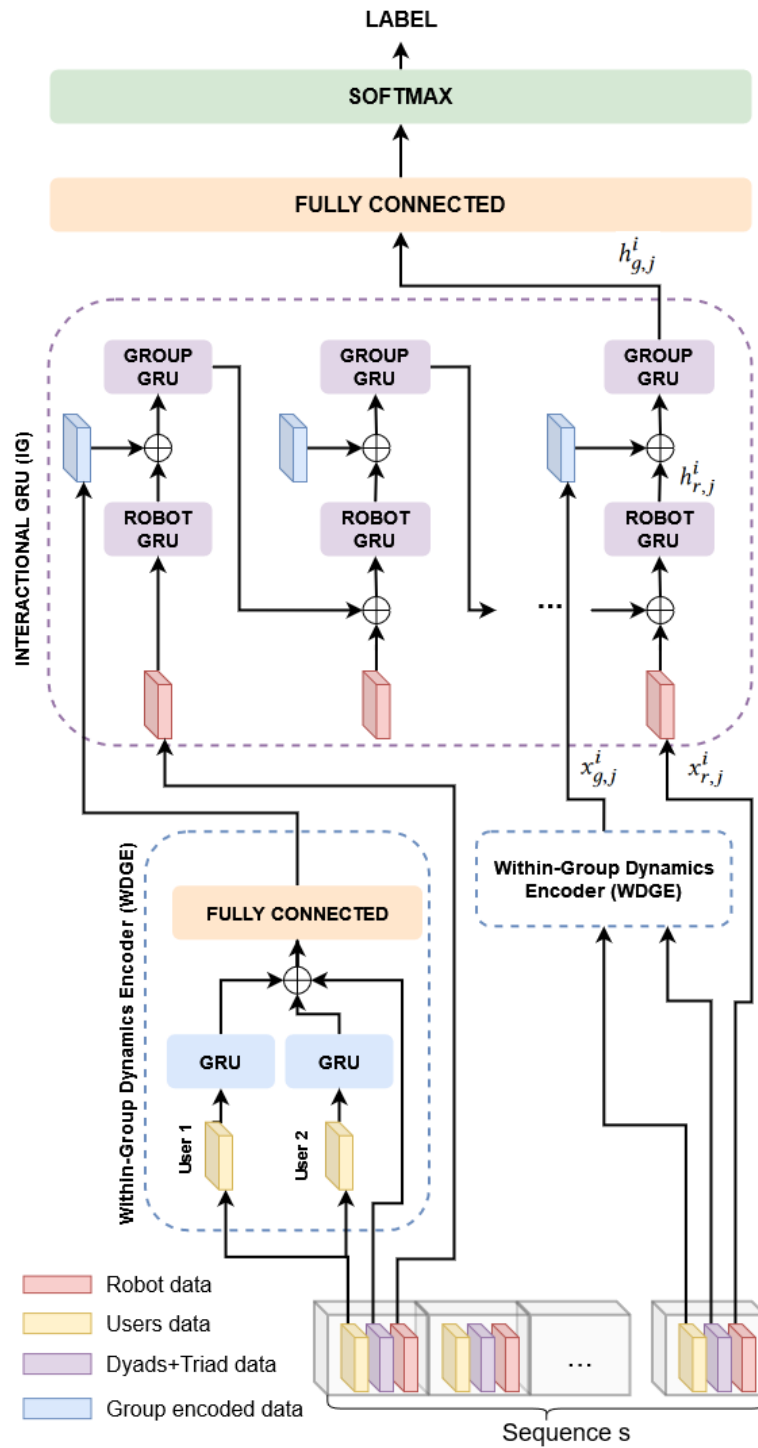 LABEL
SOFTMAX
FULLY CONNECTED
h^i_{g,j}
INTERACTIONAL GRU (IG)
GROUP
GRU
GROUP
GRU
GROUP
GRU
h^i_{r,j}
ROBOT
GRU
ROBOT
GRU
ROBOT
GRU
...
x^i_{g,j}
x^i_{r,j}
Within-Group Dynamics Encoder (WDGE)
FULLY CONNECTED
GRU
GRU
User 1
User 2
Within-Group Dynamics
Encoder (WDGE)
Robot data
Users data
Dyads+Triad data
Group encoded data
...
Sequence s